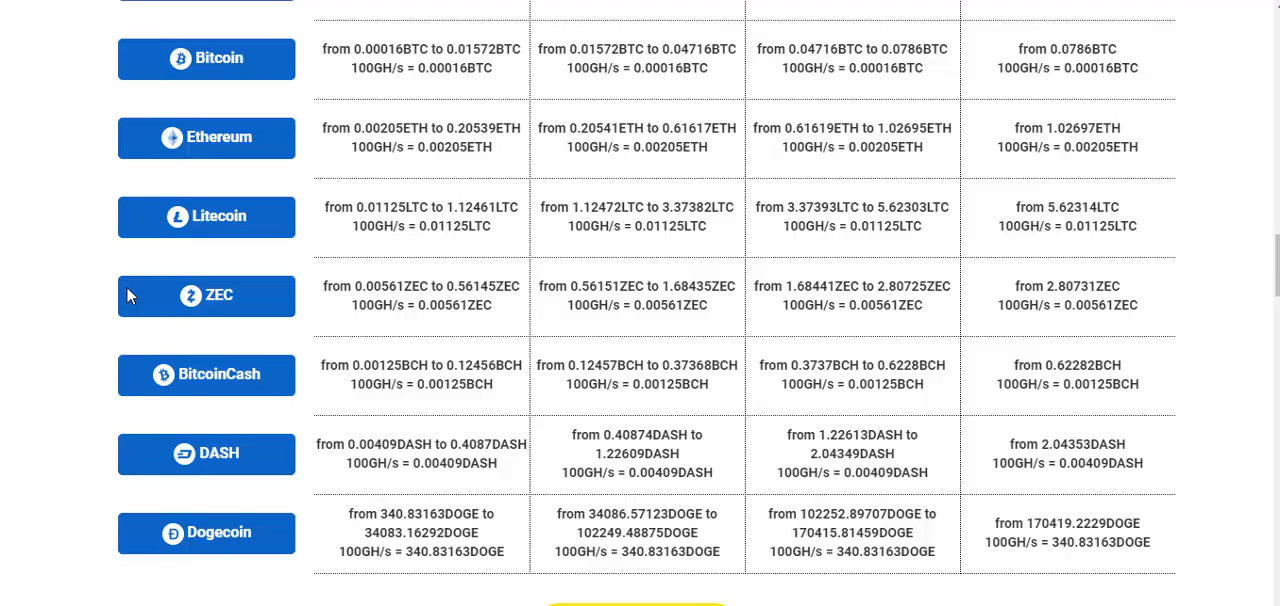 Bitcoin
from 0.00016BTC to 0.01572BTC
100GH/s = 0.00016BTC
from 0.01572BTC to 0.04716BTC
100GH/s = 0.00016BTC
from 0.04716BTC to 0.0786BTC
100GH/s = 0.00016BTC
from 0.0786BTC
100GH/s = 0.00016BTC
Ethereum
from 0.00205ETH to 0.20539ETH
100GH/s = 0.00205ETH
from 0.20541ETH to 0.61617ETH
100GH/s = 0.00205ETH
from 0.61619ETH to 1.02695ETH
100GH/s = 0.00205ETH
from 1.02697ETH
100GH/s = 0.00205ETH
Litecoin
from 0.01125LTC to 1.12461LTC
100GH/s = 0.01125LTC
from 1.12472LTC to 3.37382LTC
100GH/s = 0.01125LTC
from 3.37393LTC to 5.62303LTC
100GH/s = 0.01125LTC
from 5.62314LTC
100GH/s = 0.01125LTC
ZEC
from 0.00561ZEC to 0.56145ZEC
100GH/s = 0.00561ZEC
from 0.56151ZEC to 1.68435ZEC
100GH/s = 0.00561ZEC
from 1.68441ZEC to 2.80725ZEC
100GH/s = 0.00561ZEC
from 2.80731ZEC
100GH/s = 0.00561ZEC
BitcoinCash
from 0.00125BCH to 0.12456BCH
100GH/s = 0.00125BCH
from 0.12457BCH to 0.37368BCH
100GH/s = 0.00125BCH
from 0.3737BCH to 0.6228BCH
100GH/s = 0.00125BCH
from 0.62282BCH
100GH/s = 0.00125BCH
DASH
from 0.00409DASH to 0.4087DASH
100GH/s = 0.00409DASH
from 0.40874DASH to
1.22609DASH
100GH/s = 0.00409DASH
from 1.22613DASH to
2.04349DASH
100GH/s = 0.00409DASH
from 2.04353DASH
100GH/s = 0.00409DASH
Dogecoin
from 340.83163DOGE to
34083.16292DOGE
100GH/s = 340.83163DOGE
from 34086.57123DOGE to
102249.48875DOGE
100GH/s = 340.83163DOGE
from 102252.89707DOGE to
170415.81459DOGE
100GH/s = 340.83163DOGE
from 170419.2229DOGE
100GH/s = 340.83163DOGE